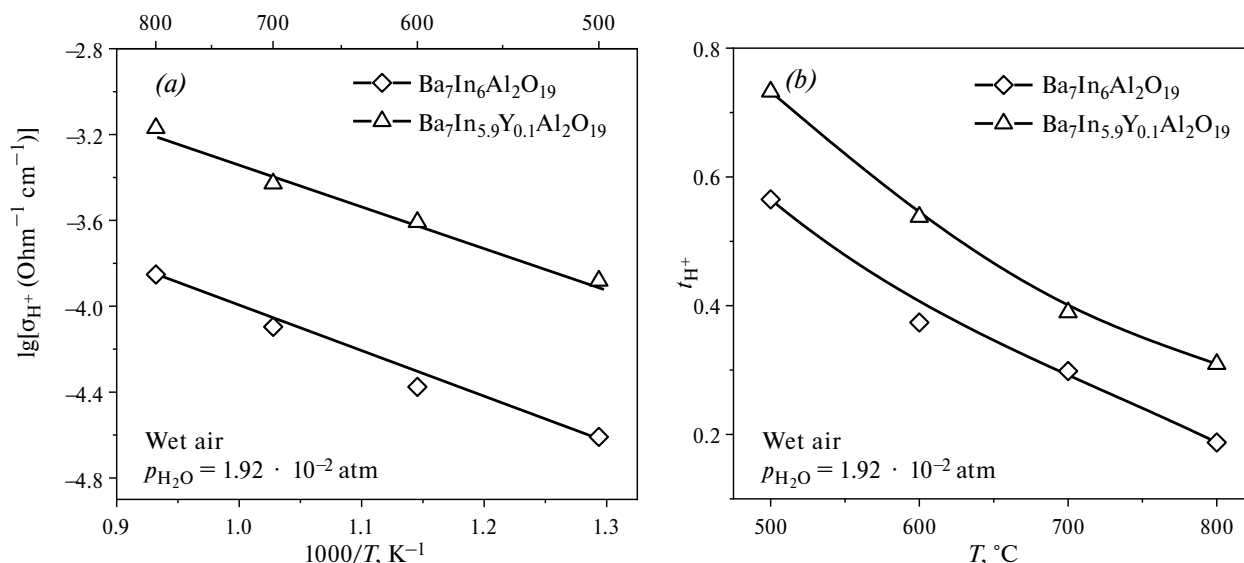 800 700 600 500
(a)
Ba₇In₆Al₂O₁₉
Ba₇In₅.₉Y₀.₁Al₂O₁₉
−2.8
−3.2
−3.6
−4.0
−4.4
−4.8
lg[σH⁺ (Ohm⁻¹ cm⁻¹)]
Wet air
pH₂O = 1.92 · 10⁻² atm
0.9 1.0 1.1 1.2 1.3
1000/T, K⁻¹
(b)
Ba₇In₆Al₂O₁₉
Ba₇In₅.₉Y₀.₁Al₂O₁₉
0.8
0.6
0.4
0.2
tH⁺
Wet air
pH₂O = 1.92 · 10⁻² atm
500 600 700 800
T, °C